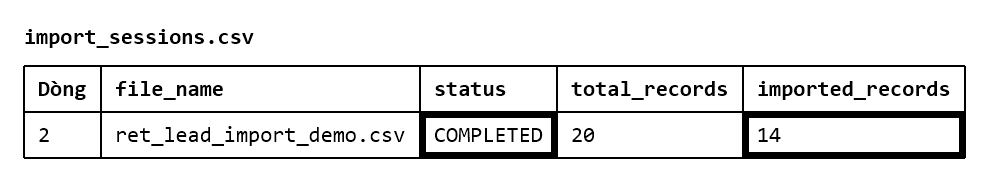 import_sessions.csv
Dòng file_name status total_records imported_records
2 ret_lead_import_demo.csv COMPLETED 20 14